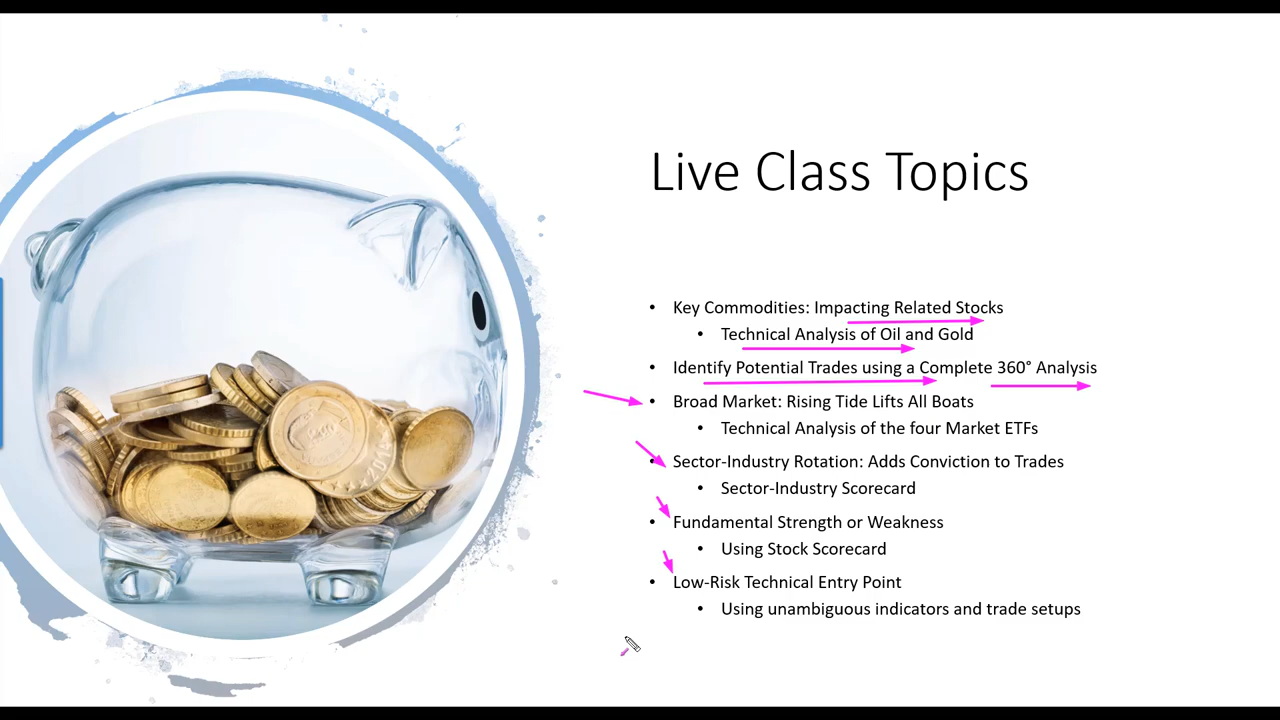 Live Class Topics
• Key Commodities: Impacting Related Stocks
• Technical Analysis of Oil and Gold
• Identify Potential Trades using a Complete 360° Analysis
• Broad Market: Rising Tide Lifts All Boats
• Technical Analysis of the four Market ETFs
• Sector-Industry Rotation: Adds Conviction to Trades
• Sector-Industry Scorecard
• Fundamental Strength or Weakness
• Using Stock Scorecard
• Low-Risk Technical Entry Point
• Using unambiguous indicators and trade setups